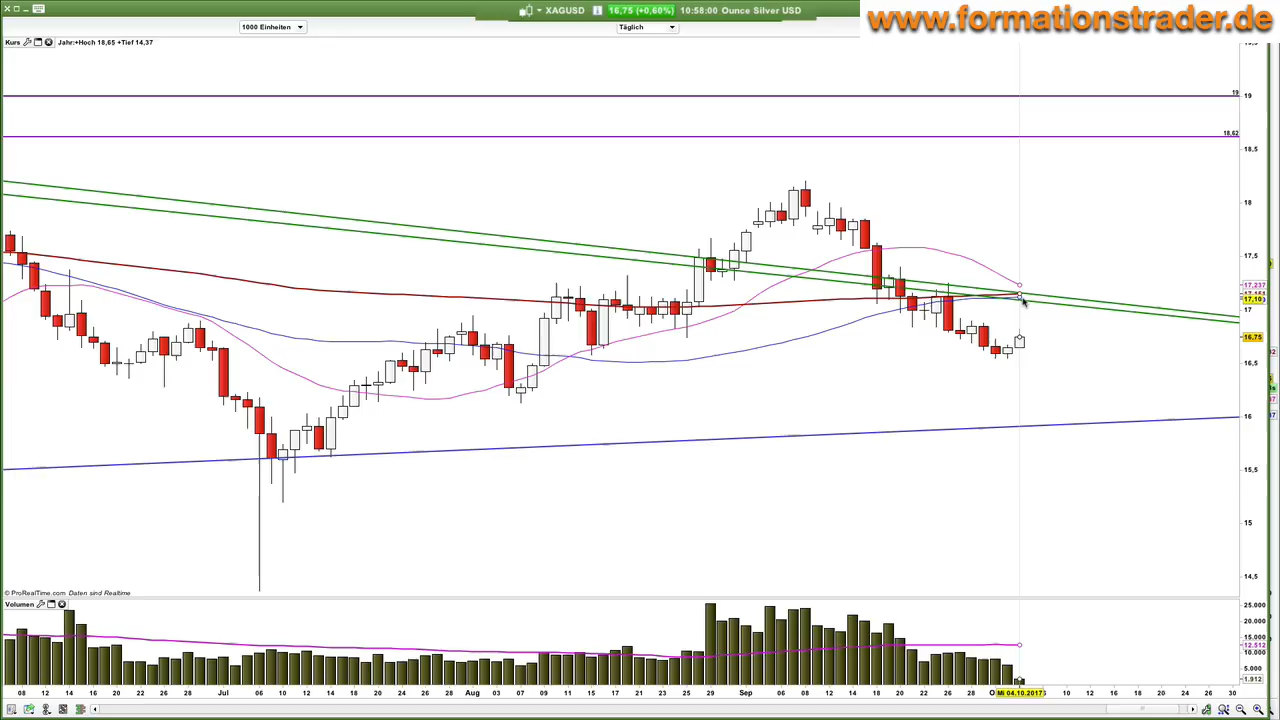 XAGUSD 16,75 (+0,60%) 10:58:00 Ounce Silver USD
www.formationstrader.de
1000 Einheiten
Täglich
Kurs
Jahr:+Hoch 18,65 +Tief 14,37
19
19
18,62
18,5
18
17,5
17,237
17,10
17
16,75
16,5
16
15,5
15
14,5
© ProRealTime.com Daten sind Realtime
Volumen
25.000
20.000
15.000
12.512
10.000
5.000
1.912
08 12 14 16 20 22 26 28 Jul 06 10 12 14 18 20 24 26 28 Aug 07 09 11 15 17 21 23 25 29 Sep 06 08 12 14 18 20 22 26 28 Mi 04.10.2017 10 12 16 18 20 24 26 30